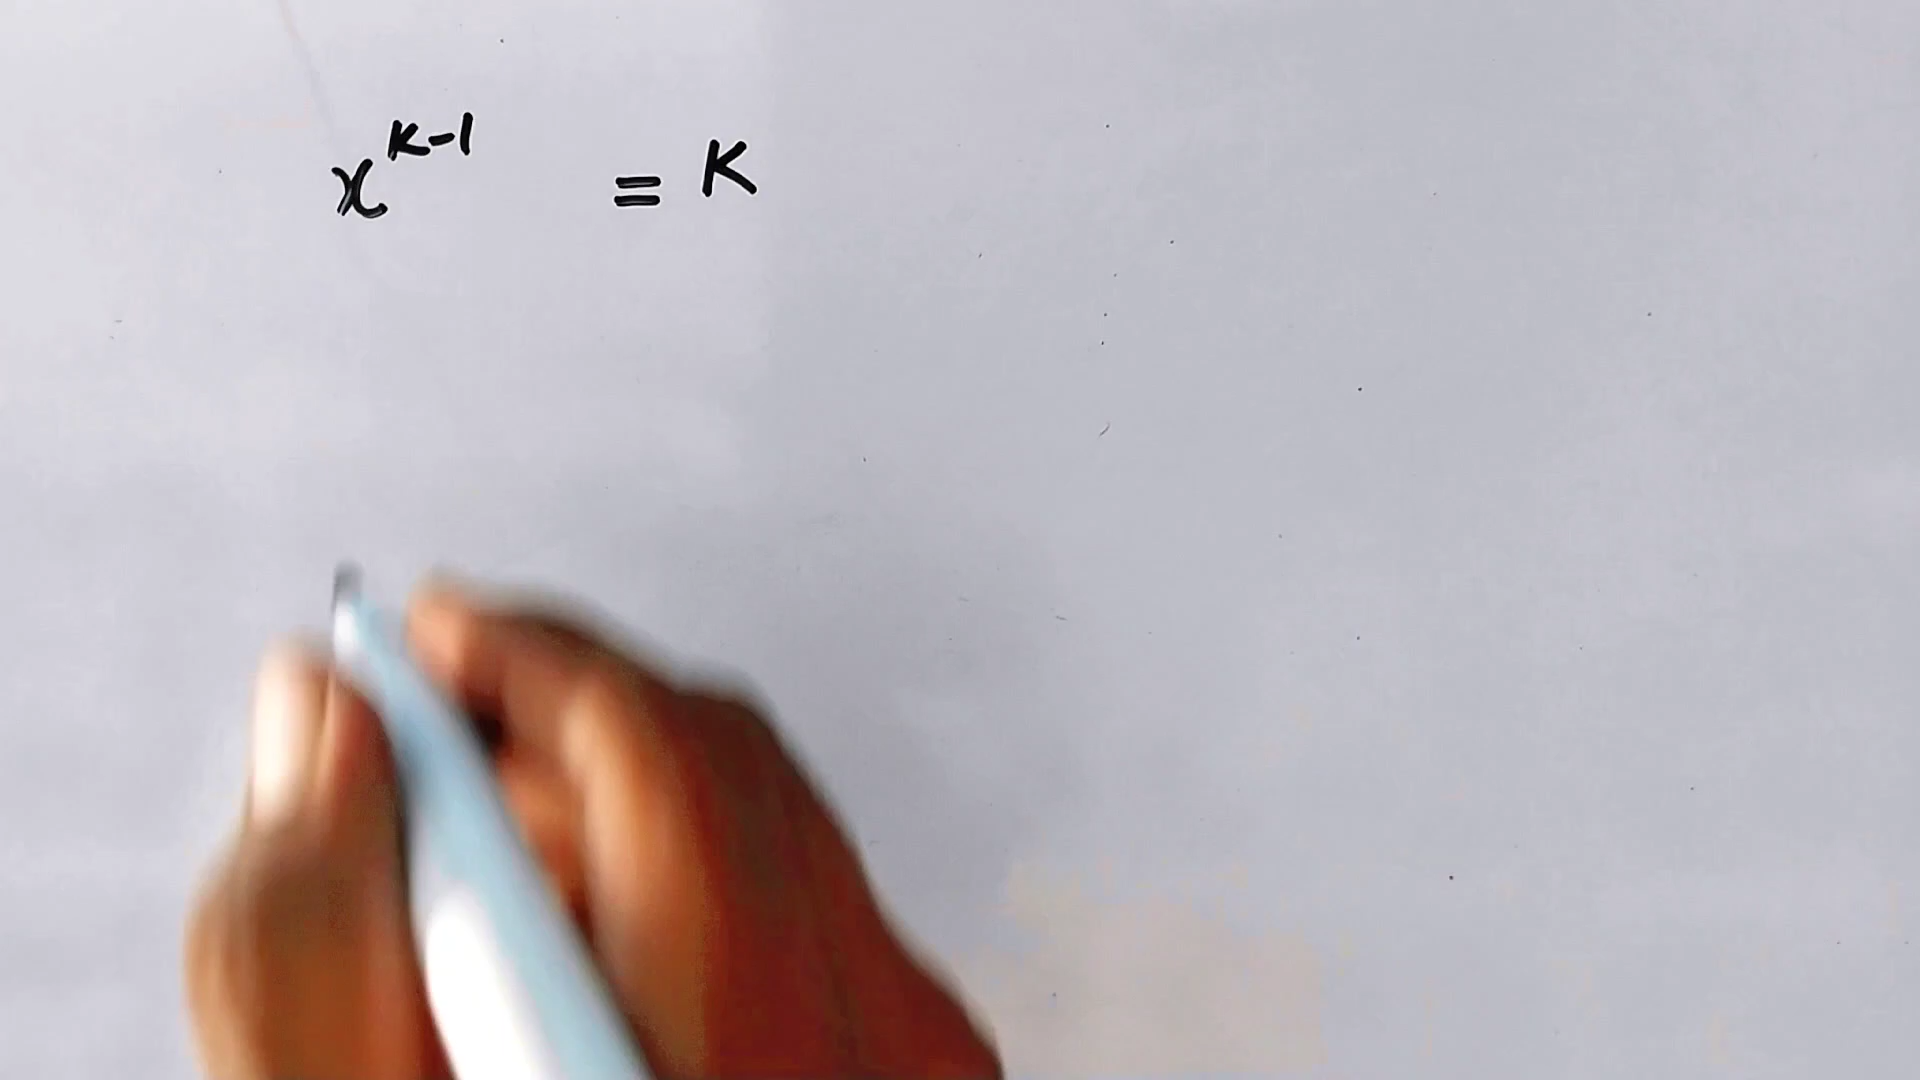 x^{K-1} = K